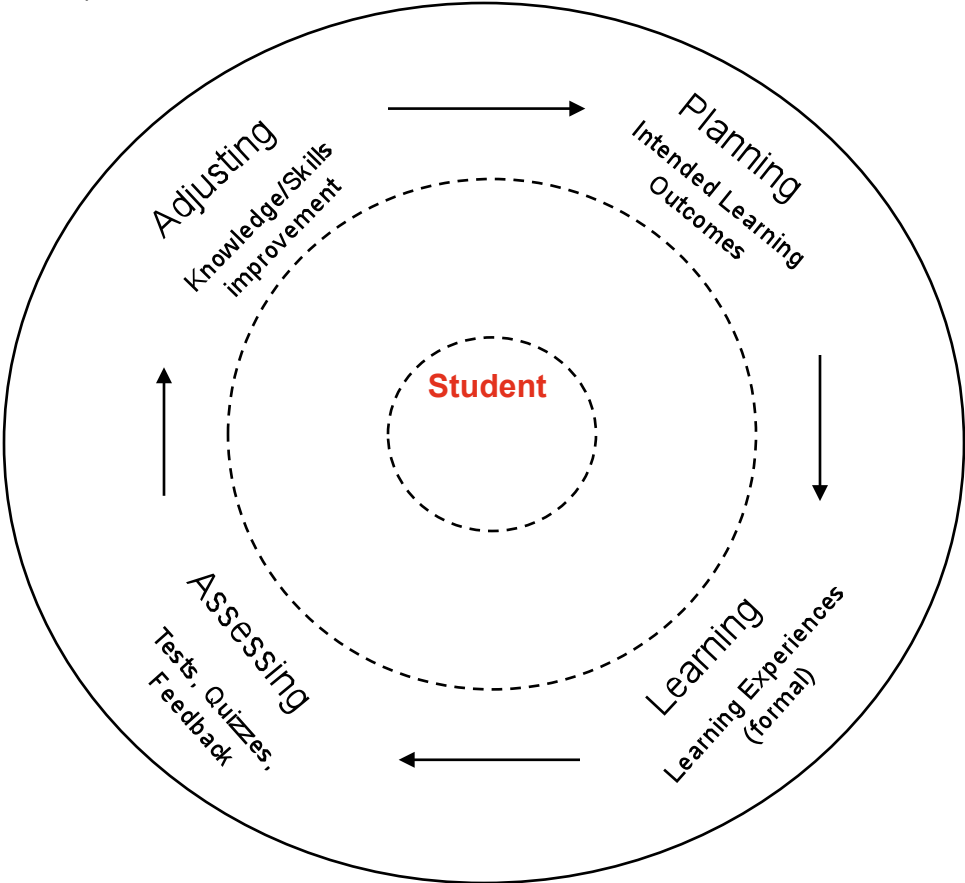 Adjusting
Knowledge/Skills
improvement
Planning
Intended Learning
Outcomes
Student
Assessing
Tests, Quizzes,
Feedback
Learning
Learning Experiences
(formal)